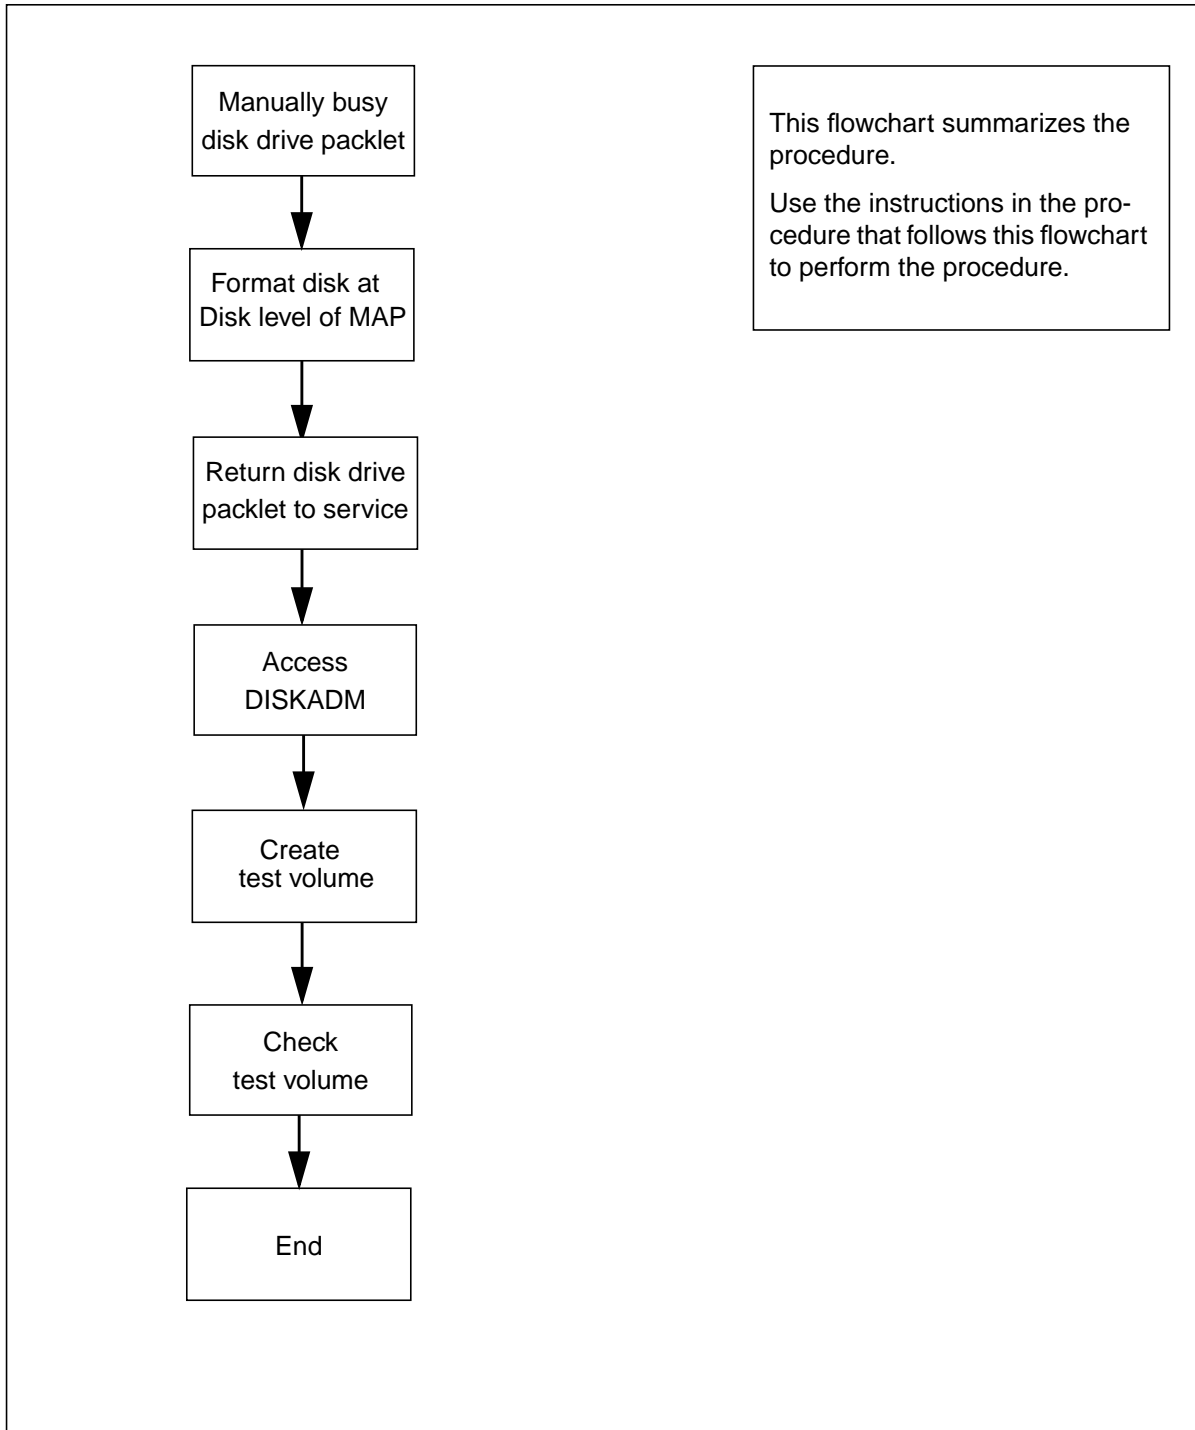 Manually busy
disk drive packlet
Format disk at
Disk level of MAP
Return disk drive
packlet to service
Access
DISKADM
Create
test volume
Check
test volume
End
This flowchart summarizes the
procedure.
Use the instructions in the pro-
cedure that follows this flowchart
to perform the procedure.